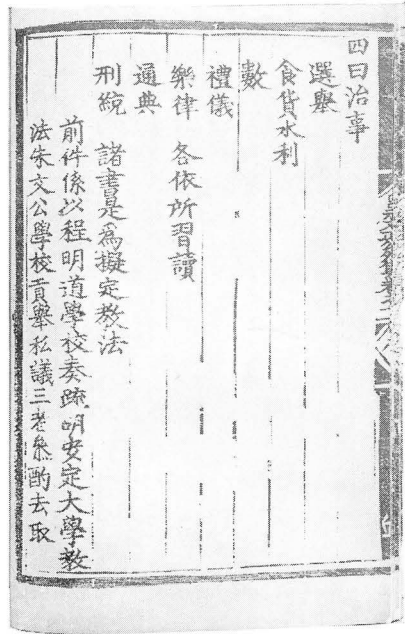 四曰治事
選舉
食貨水利
數
禮儀
樂律 各依所習讀
通典
刑統 諸書是為擬定教法
前件係以程明道學校奏疏胡安定大學教
法朱文公學校貢舉私議三者叅酌去取